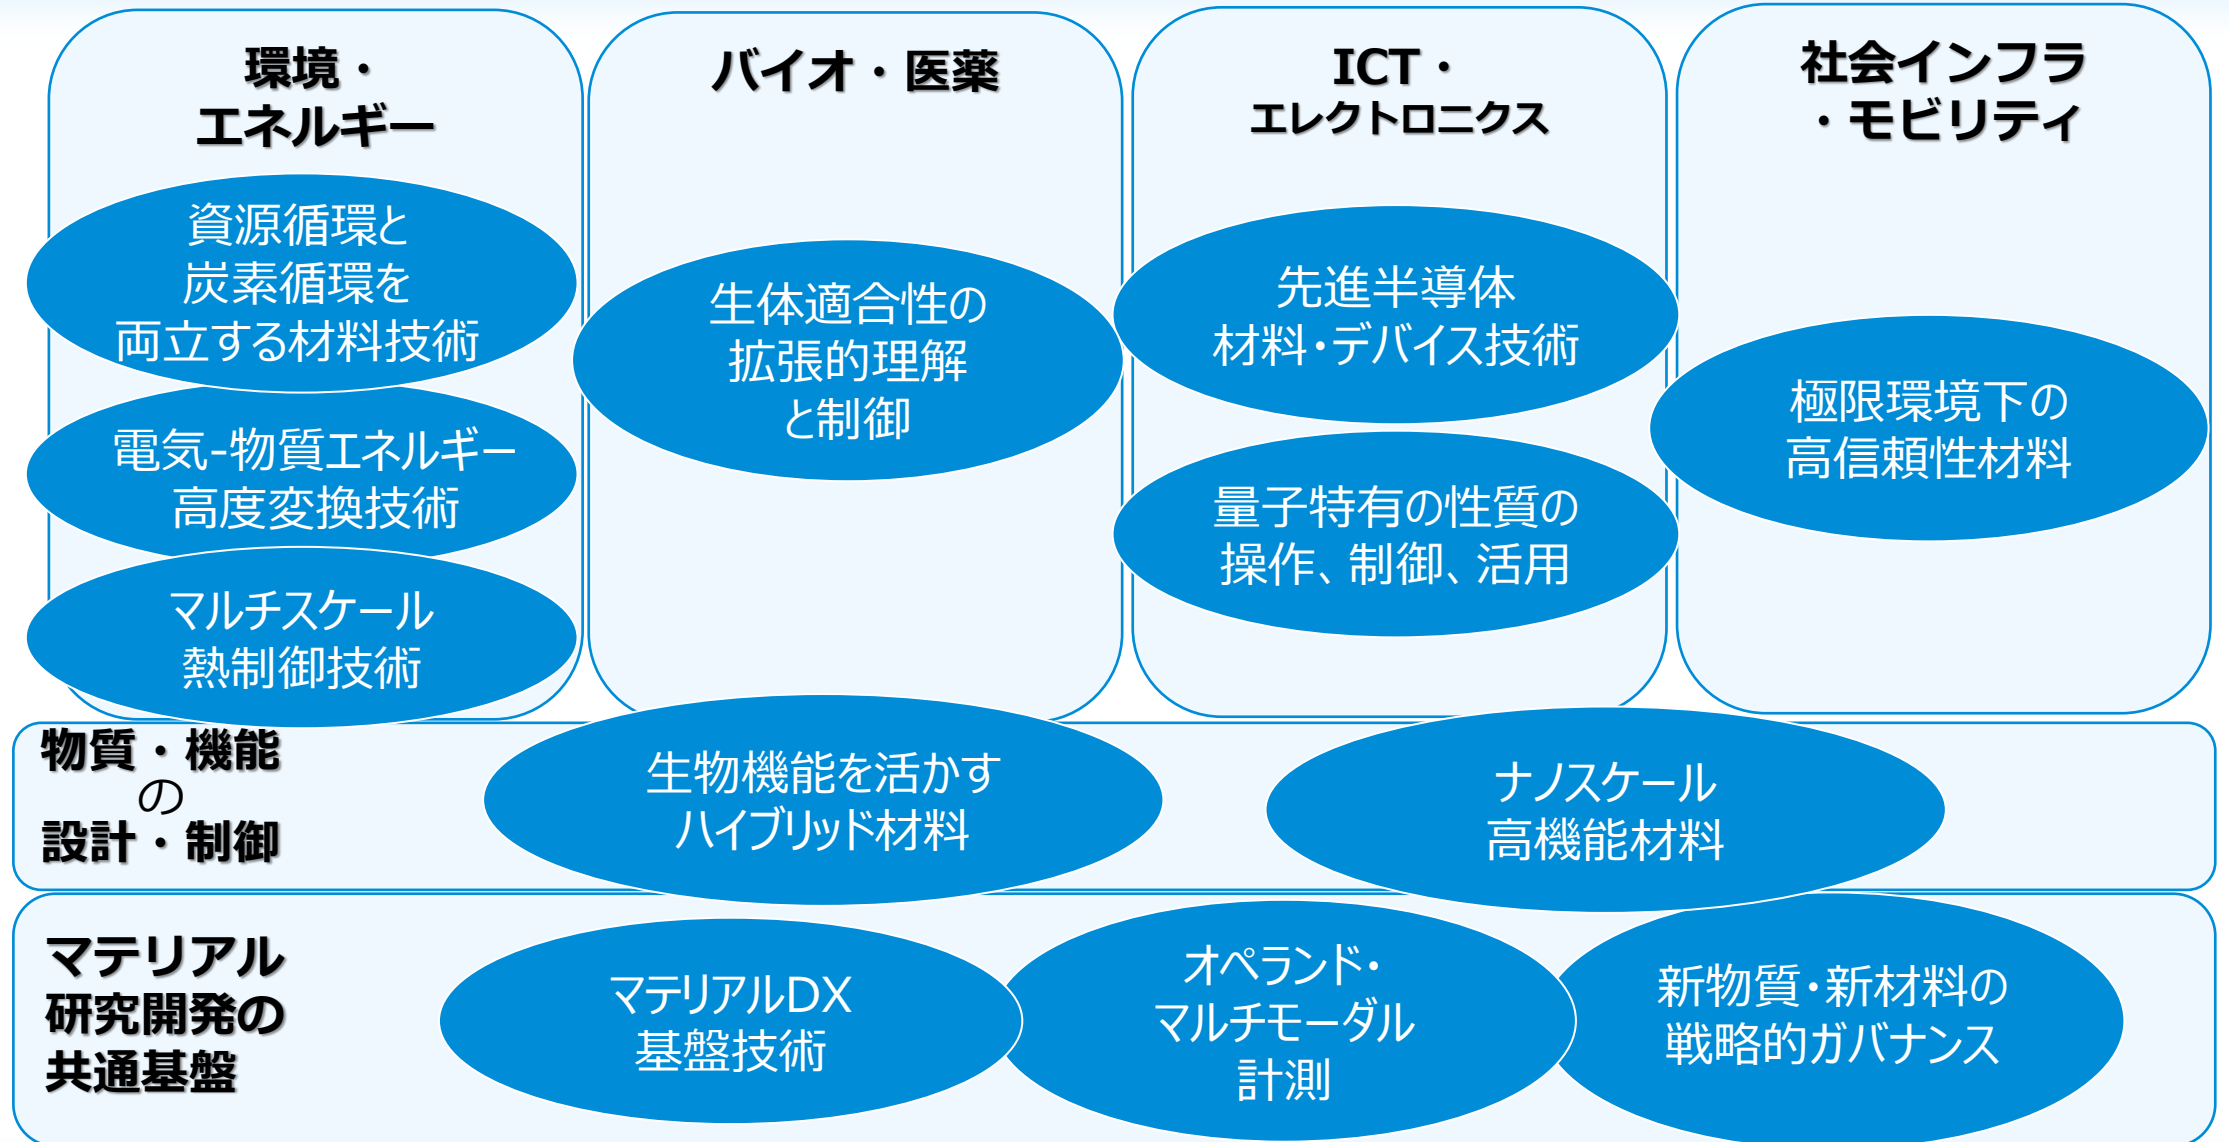 環境・
エネルギー
資源循環と
炭素循環を
両立する材料技術
電気-物質エネルギー
高度変換技術
マルチスケール
熱制御技術
バイオ・医薬
生体適合性の
拡張的理解
と制御
ICT・
エレクトロニクス
先進半導体
材料・デバイス技術
量子特有の性質の
操作、制御、活用
社会インフラ
・モビリティ
極限環境下の
高信頼性材料
物質・機能
の
設計・制御
生物機能を活かす
ハイブリッド材料
ナノスケール
高機能材料
マテリアル
研究開発の
共通基盤
マテリアルDX
基盤技術
オペランド・
マルチモーダル
計測
新物質・新材料の
戦略的ガバナンス